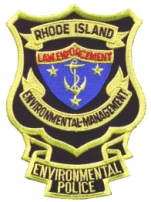 RHODE ISLAND
LAW ENFORCEMENT
ENVIRONMENTAL-MANAGEMENT
ENVIRONMENTAL
POLICE